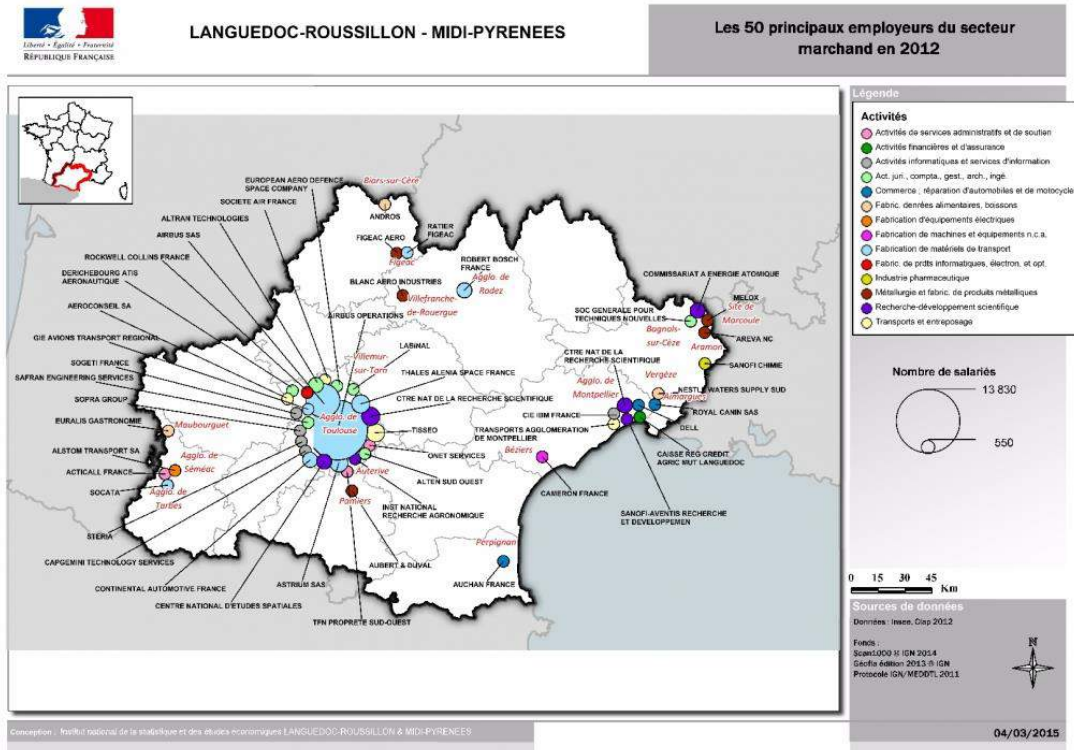 Liberté • Égalité • Fraternité
RÉPUBLIQUE FRANÇAISE
LANGUEDOC-ROUSSILLON - MIDI-PYRENEES
Les 50 principaux employeurs du secteur
marchand en 2012
Légende
Activités
Activités de services administratifs et de soutien
Activités financières et d'assurance
Activités informatiques et services d'information
Act. juri., compta., gest., arch., ingé.
Commerce ; réparation d'automobiles et de motocycle
Fabric. denrées alimentaires, boissons
Fabrication d'équipements électriques
Fabrication de machines et équipements n.c.a.
Fabrication de matériels de transport
Fabric. de prdts informatiques, électron. et opt.
Industrie pharmaceutique
Métallurgie et fabric. de produits métalliques
Recherche-développement scientifique
Transports et entreposage
Nombre de salariés
13 830
550
0 15 30 45
Km
Sources de données
Données : Insee, Clap 2012
Fonds :
Scan1000 ® IGN 2014
Géofla édition 2013 ® IGN
Protocole IGN/MEDDTL 2011
N
04/03/2015
EUROPEAN AERO DEFENCE
SPACE COMPANY
SOCIETE AIR FRANCE
ALTRAN TECHNOLOGIES
AIRBUS SAS
ROCKWELL COLLINS FRANCE
DERICHEBOURG ATIS
AERONAUTIQUE
AEROCONSEIL SA
GIE AVIONS TRANSPORT REGIONAL
SOGETI FRANCE
SAFRAN ENGINEERING SERVICES
SOPRA GROUP
EURALIS GASTRONOMIE
ALSTOM TRANSPORT SA
ACTICALL FRANCE
SOCATA
STERIA
CAPGEMINI TECHNOLOGY SERVICES
CONTINENTAL AUTOMOTIVE FRANCE
CENTRE NATIONAL D'ETUDES SPATIALES
ASTRIUM SAS
TFN PROPRETE SUD-OUEST
AUBERT & DUVAL
INST NATIONAL
RECHERCHE AGRONOMIQUE
ALTEN SUD OUEST
ONET SERVICES
TISSEO
CTRE NAT DE LA RECHERCHE SCIENTIFIQUE
THALES ALENIA SPACE FRANCE
LABINAL
AIRBUS OPERATIONS
Biars-sur-Cère
ANDROS
FIGEAC AERO
RATIER
FIGEAC
Figeac
BLANC AERO INDUSTRIES
Villefranche-
de-Rouergue
ROBERT BOSCH
FRANCE
Agglo. de
Rodez
Villemur-
sur-Tarn
Agglo. de
Toulouse
Maubourguet
Agglo. de
Séméac
Agglo. de
Tarbes
Auterive
Pamiers
Perpignan
AUCHAN FRANCE
Béziers
CAMERON FRANCE
COMMISSARIAT A ENERGIE ATOMIQUE
MELOX
Site de
Marcoule
SOC GENERALE POUR
TECHNIQUES NOUVELLES
Bagnols-
sur-Cèze
Aramon
AREVA NC
SANOFI CHIMIE
CTRE NAT DE LA
RECHERCHE SCIENTIFIQUE
Vergèze
Agglo. de
Montpellier
NESTLE WATERS SUPPLY SUD
Aimargues
ROYAL CANIN SAS
CIE IBM FRANCE
DELL
TRANSPORTS AGGLOMERATION
DE MONTPELLIER
CAISSE REG CREDIT
AGRIC MUT LANGUEDOC
SANOFI-AVENTIS RECHERCHE
ET DEVELOPPEMEN
Conception : Institut national de la statistique et des études économiques LANGUEDOC-ROUSSILLON & MIDI-PYRENEES